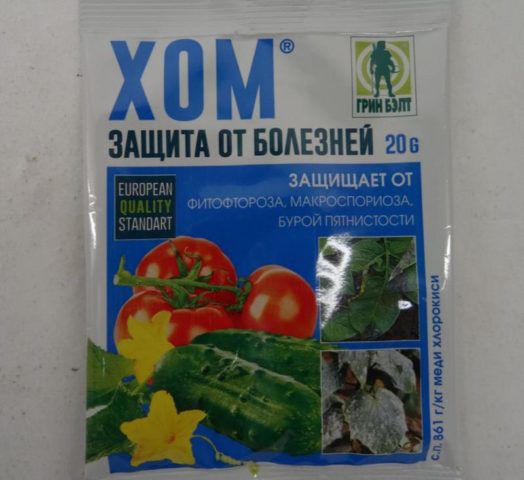 ХОМ®
ГРИН БЭЛТ
ЗАЩИТА ОТ БОЛЕЗНЕЙ 20 G
EUROPEAN
QUALITY
STANDART
ЗАЩИЩАЕТ ОТ
ФИТОФТОРОЗА, МАКРОСПОРИОЗА,
БУРОЙ ПЯТНИСТОСТИ
с.п. 861 г/кг меди хлорокиси